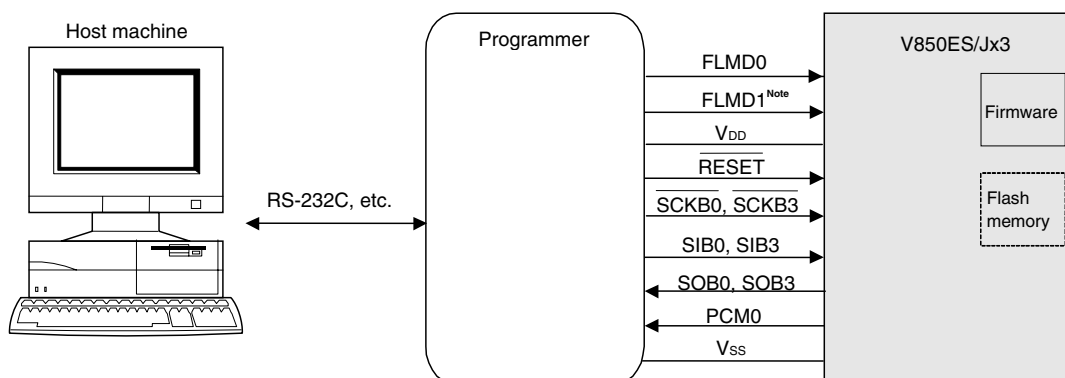 Host machine
RS-232C, etc.
Programmer
FLMD0
FLMD1Note
VDD
RESET
SCKB0, SCKB3
SIB0, SIB3
SOB0, SOB3
PCM0
VSS
V850ES/Jx3
Firmware
Flash
memory